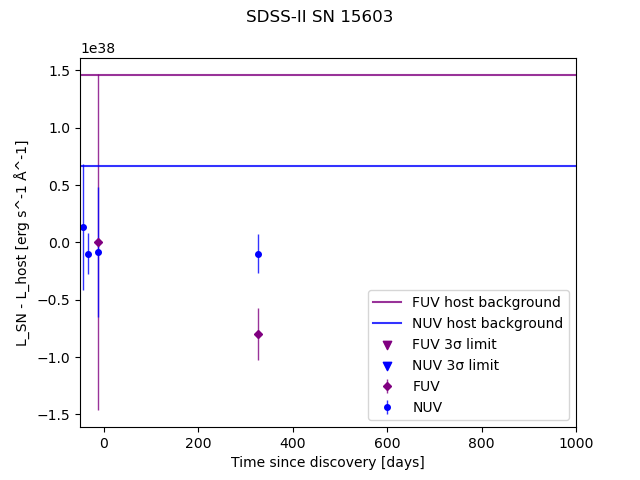 SDSS-II SN 15603
1e38
1.5
1.0
0.5
0.0
−0.5
−1.0
−1.5
L_SN - L_host [erg s^-1 Å^-1]
FUV host background
NUV host background
FUV 3σ limit
NUV 3σ limit
FUV
NUV
0 200 400 600 800 1000
Time since discovery [days]